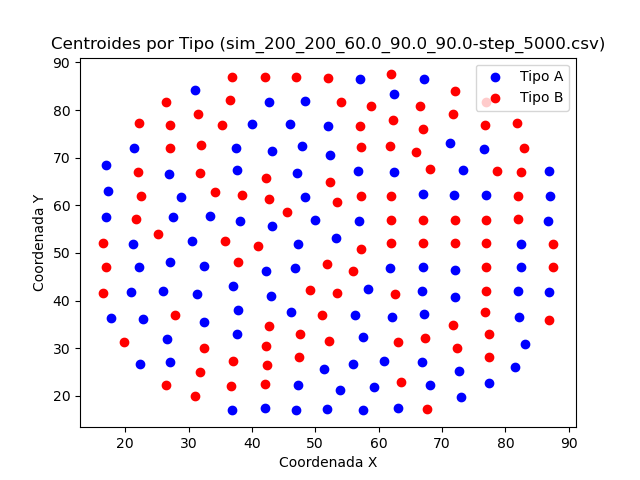 Centroides por Tipo (sim_200_200_60.0_90.0_90.0-step_5000.csv)
Tipo A
Tipo B
90
80
70
60
50
40
30
20
Coordenada Y
20 30 40 50 60 70 80 90
Coordenada X